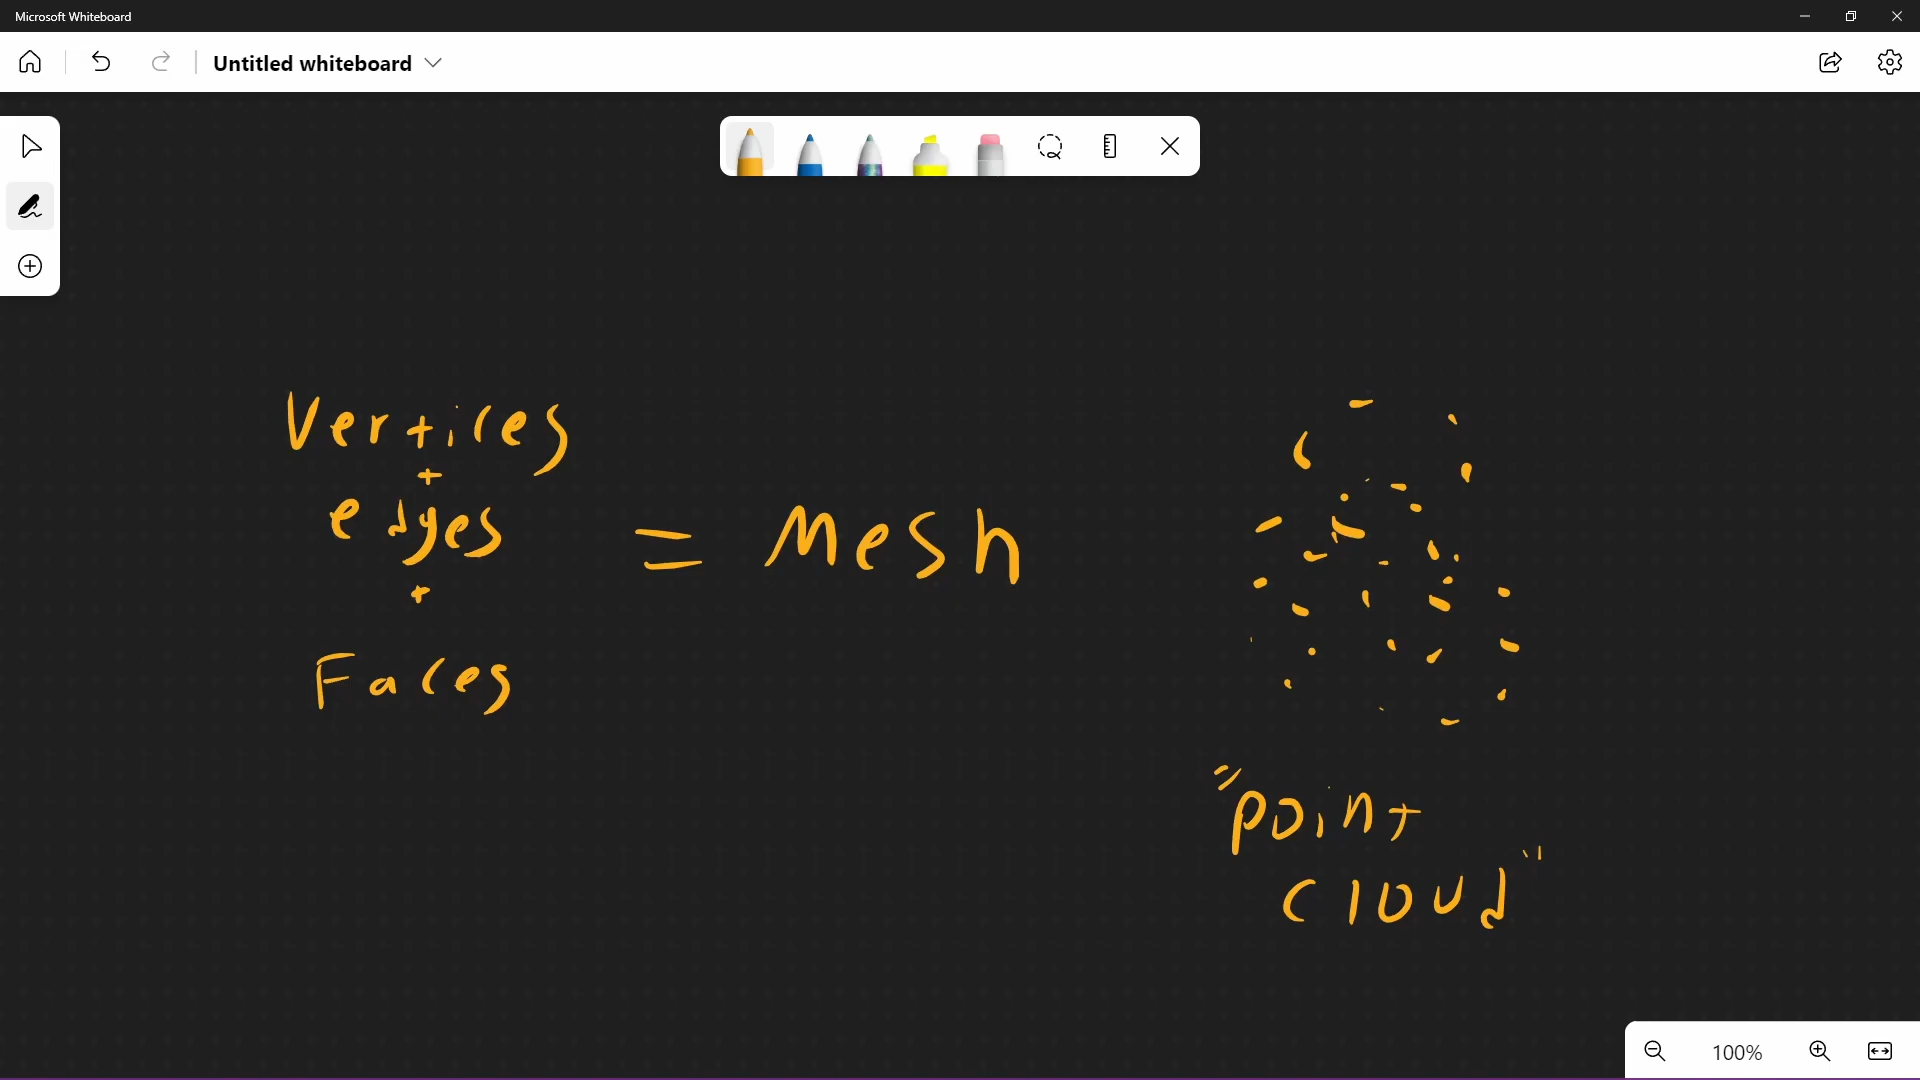 Microsoft Whiteboard
Untitled whiteboard
Vertices
+
edges
+
Faces
= Mesh
"point
cloud"
100%